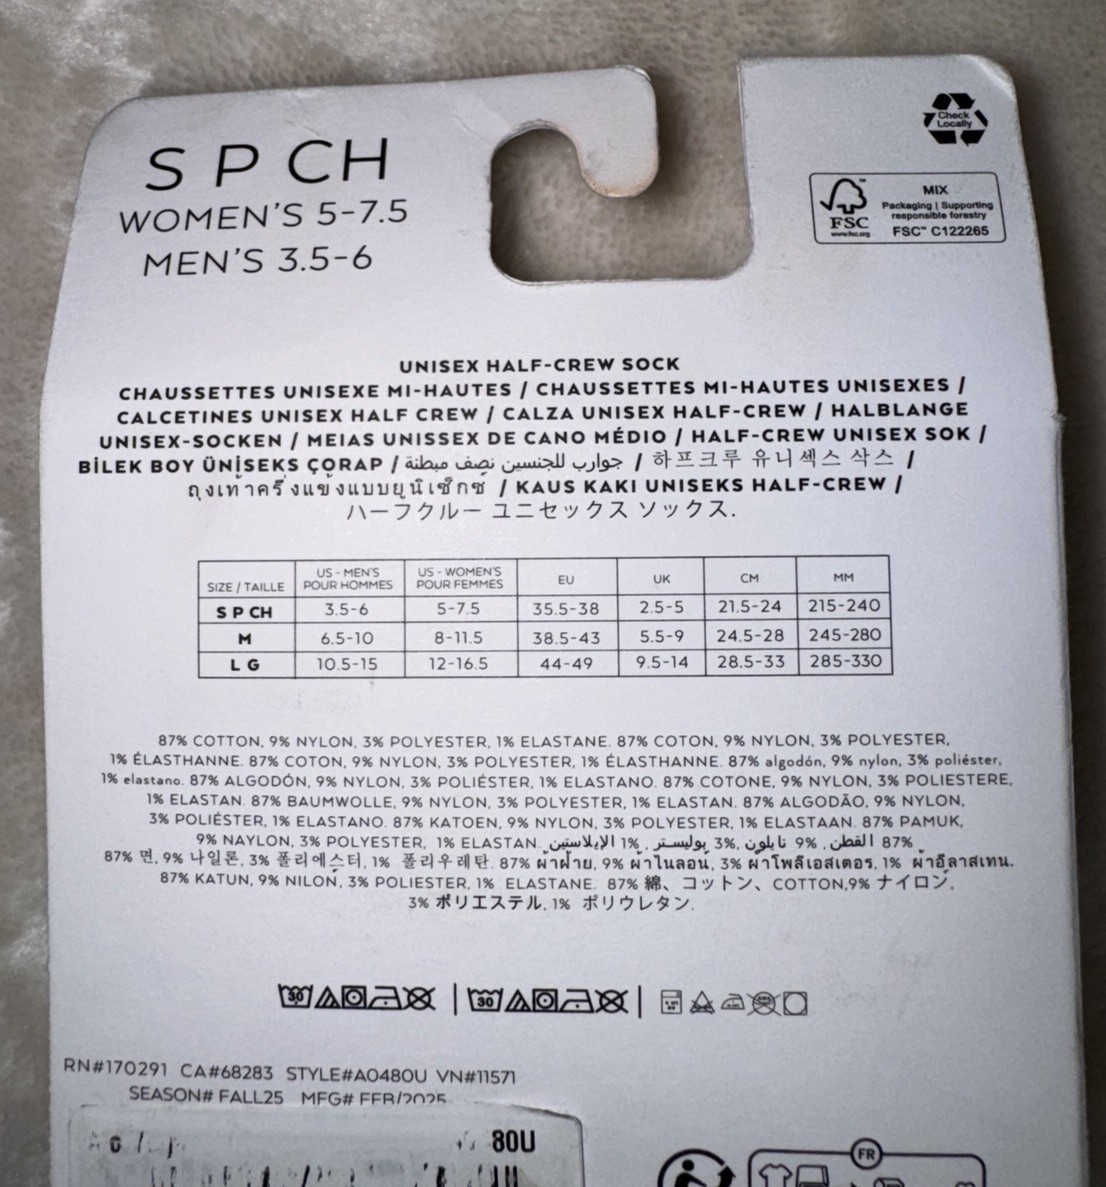 S P CH
WOMEN'S 5-7.5
MEN'S 3.5-6
Check
Locally
FSC
www.fsc.org
MIX
Packaging | Supporting
responsible forestry
FSC™ C122265
UNISEX HALF-CREW SOCK
CHAUSSETTES UNISEXE MI-HAUTES / CHAUSSETTES MI-HAUTES UNISEXES /
CALCETINES UNISEX HALF CREW / CALZA UNISEX HALF-CREW / HALBLANGE
UNISEX-SOCKEN / MEIAS UNISSEX DE CANO MÉDIO / HALF-CREW UNISEX SOK /
BİLEK BOY ÜNİSEKS ÇORAP / جوارب للجنسين نصف مبطنة / 하프크루 유니섹스 삭스 /
ถุงเท้าครึ่งแข้งแบบยูนิเซ็กซ์ / KAUS KAKI UNISEKS HALF-CREW /
ハーフクルー ユニセックス ソックス.
SIZE / TAILLE US - MEN'S POUR HOMMES US - WOMEN'S POUR FEMMES EU UK CM MM
S P CH 3.5-6 5-7.5 35.5-38 2.5-5 21.5-24 215-240
M 6.5-10 8-11.5 38.5-43 5.5-9 24.5-28 245-280
L G 10.5-15 12-16.5 44-49 9.5-14 28.5-33 285-330
87% COTTON, 9% NYLON, 3% POLYESTER, 1% ELASTANE. 87% COTON, 9% NYLON, 3% POLYESTER,
1% ÉLASTHANNE. 87% COTON, 9% NYLON, 3% POLYESTER, 1% ÉLASTHANNE. 87% algodón, 9% nylon, 3% poliéster,
1% elastano. 87% ALGODÓN, 9% NYLON, 3% POLIÉSTER, 1% ELASTANO. 87% COTONE, 9% NYLON, 3% POLIESTERE,
1% ELASTAN. 87% BAUMWOLLE, 9% NYLON, 3% POLYESTER, 1% ELASTAN. 87% ALGODÃO, 9% NYLON,
3% POLIÉSTER, 1% ELASTANO. 87% KATOEN, 9% NYLON, 3% POLYESTER, 1% ELASTAAN. 87% PAMUK,
9% NAYLON, 3% POLYESTER, 1% ELASTAN. 87% القطن, 9% نايلون, 3% بوليستر, 1% الإيلاستين
87% 면, 9% 나일론, 3% 폴리에스터, 1% 폴리우레탄. 87% ผ้าฝ้าย, 9% ผ้าไนลอน, 3% ผ้าโพลีเอสเตอร, 1% ผ้าอีลาสเทน.
87% KATUN, 9% NILON, 3% POLIESTER, 1% ELASTANE. 87% 綿、コットン、COTTON,9% ナイロン,
3% ポリエステル, 1% ポリウレタン.
30
30
RN#170291 CA#68283 STYLE#A0480U VN#11571
SEASON# FALL25 MFG# FEB/2025
80U
FR